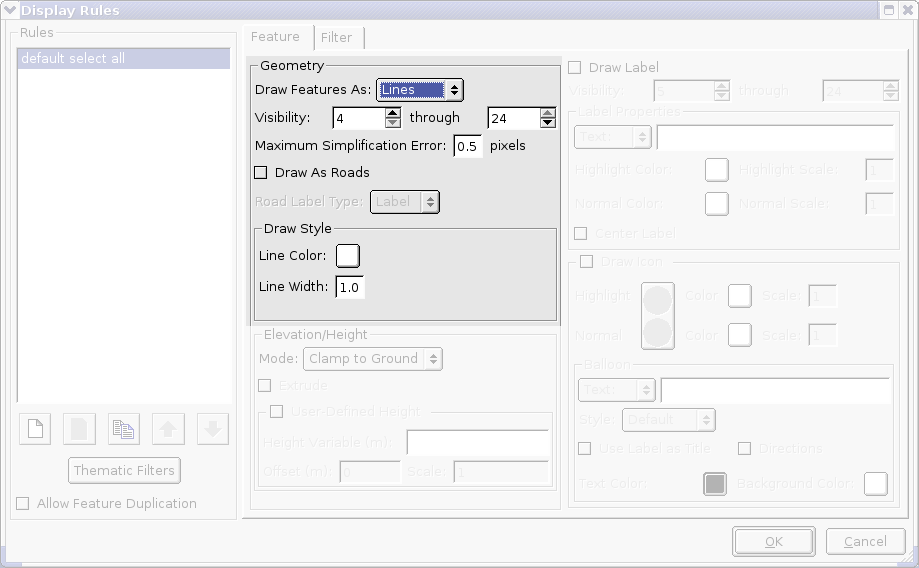 Display Rules
Rules
default select all
Thematic Filters
Allow Feature Duplication
Feature
Filter
Geometry
Draw Features As: Lines
Visibility: 4 through 24
Maximum Simplification Error: 0.5 pixels
Draw As Roads
Road Label Type: Label
Draw Style
Line Color:
Line Width: 1.0
Elevation/Height
Mode: Clamp to Ground
Extrude
User-Defined Height
Height Variable (m):
Offset (m) 0 Scale: 1
Draw Label
Visibility: 5 through 24
Label Properties
Text:
Highlight Color: Highlight Scale: 1
Normal Color: Normal Scale: 1
Center Label
Draw Icon
Highlight Color Scale: 1
Normal Color Scale: 1
Balloon
Text:
Style: Default
Use Label as Title Directions
Text Color: Background Color:
OK Cancel